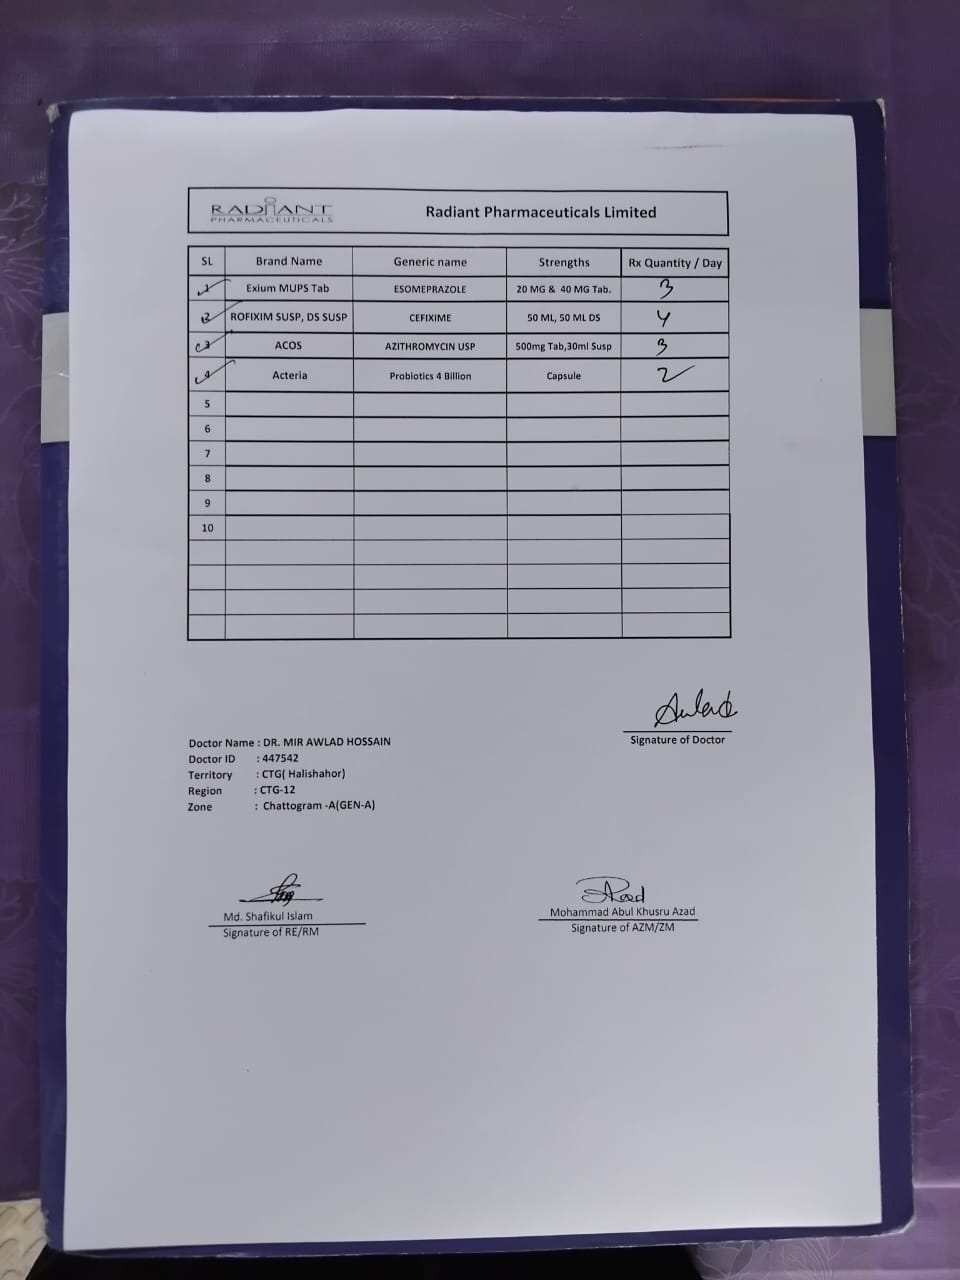 RADIANT
PHARMACEUTICALS
Radiant Pharmaceuticals Limited
SL Brand Name Generic name Strengths Rx Quantity / Day
1 Exium MUPS Tab ESOMEPRAZOLE 20 MG & 40 MG Tab. 3
2 ROFIXIM SUSP, DS SUSP CEFIXIME 50 ML, 50 ML DS 4
3 ACOS AZITHROMYCIN USP 500mg Tab,30ml Susp 3
4 Acteria Probiotics 4 Billion Capsule 2
5
6
7
8
9
10
Awlad
Signature of Doctor
Doctor Name : DR. MIR AWLAD HOSSAIN
Doctor ID : 447542
Territory : CTG( Halishahor)
Region : CTG-12
Zone : Chattogram -A(GEN-A)
Md. Shafikul Islam
Signature of RE/RM
Azad
Mohammad Abul Khusru Azad
Signature of AZM/ZM